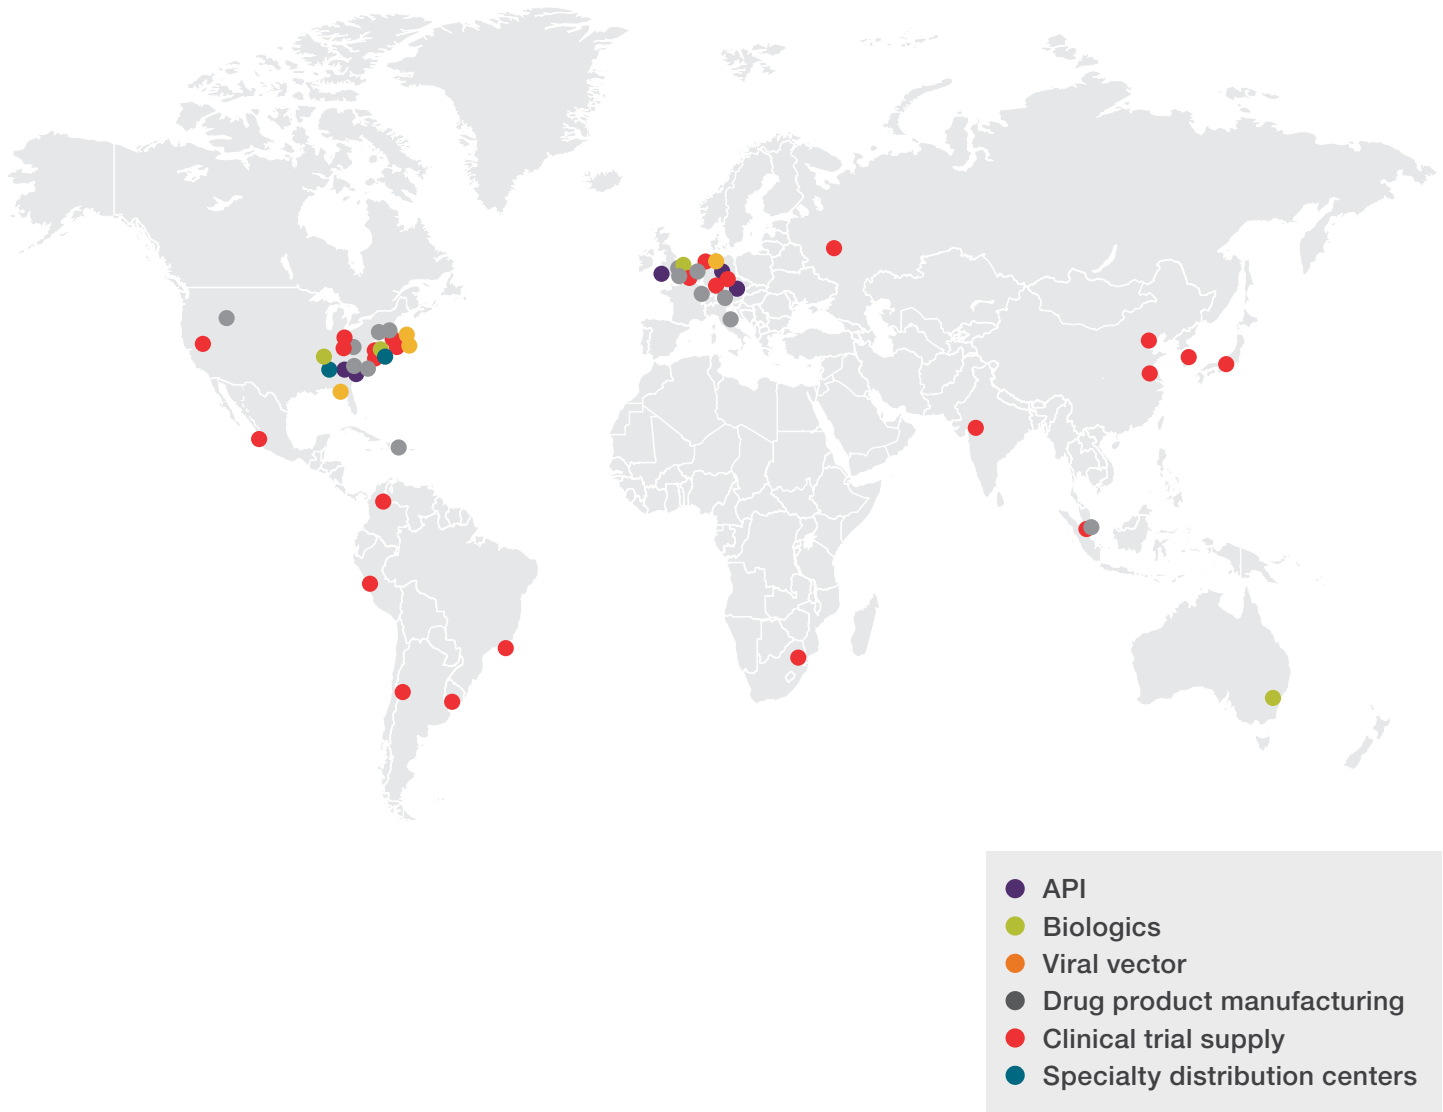 API
Biologics
Viral vector
Drug product manufacturing
Clinical trial supply
Specialty distribution centers